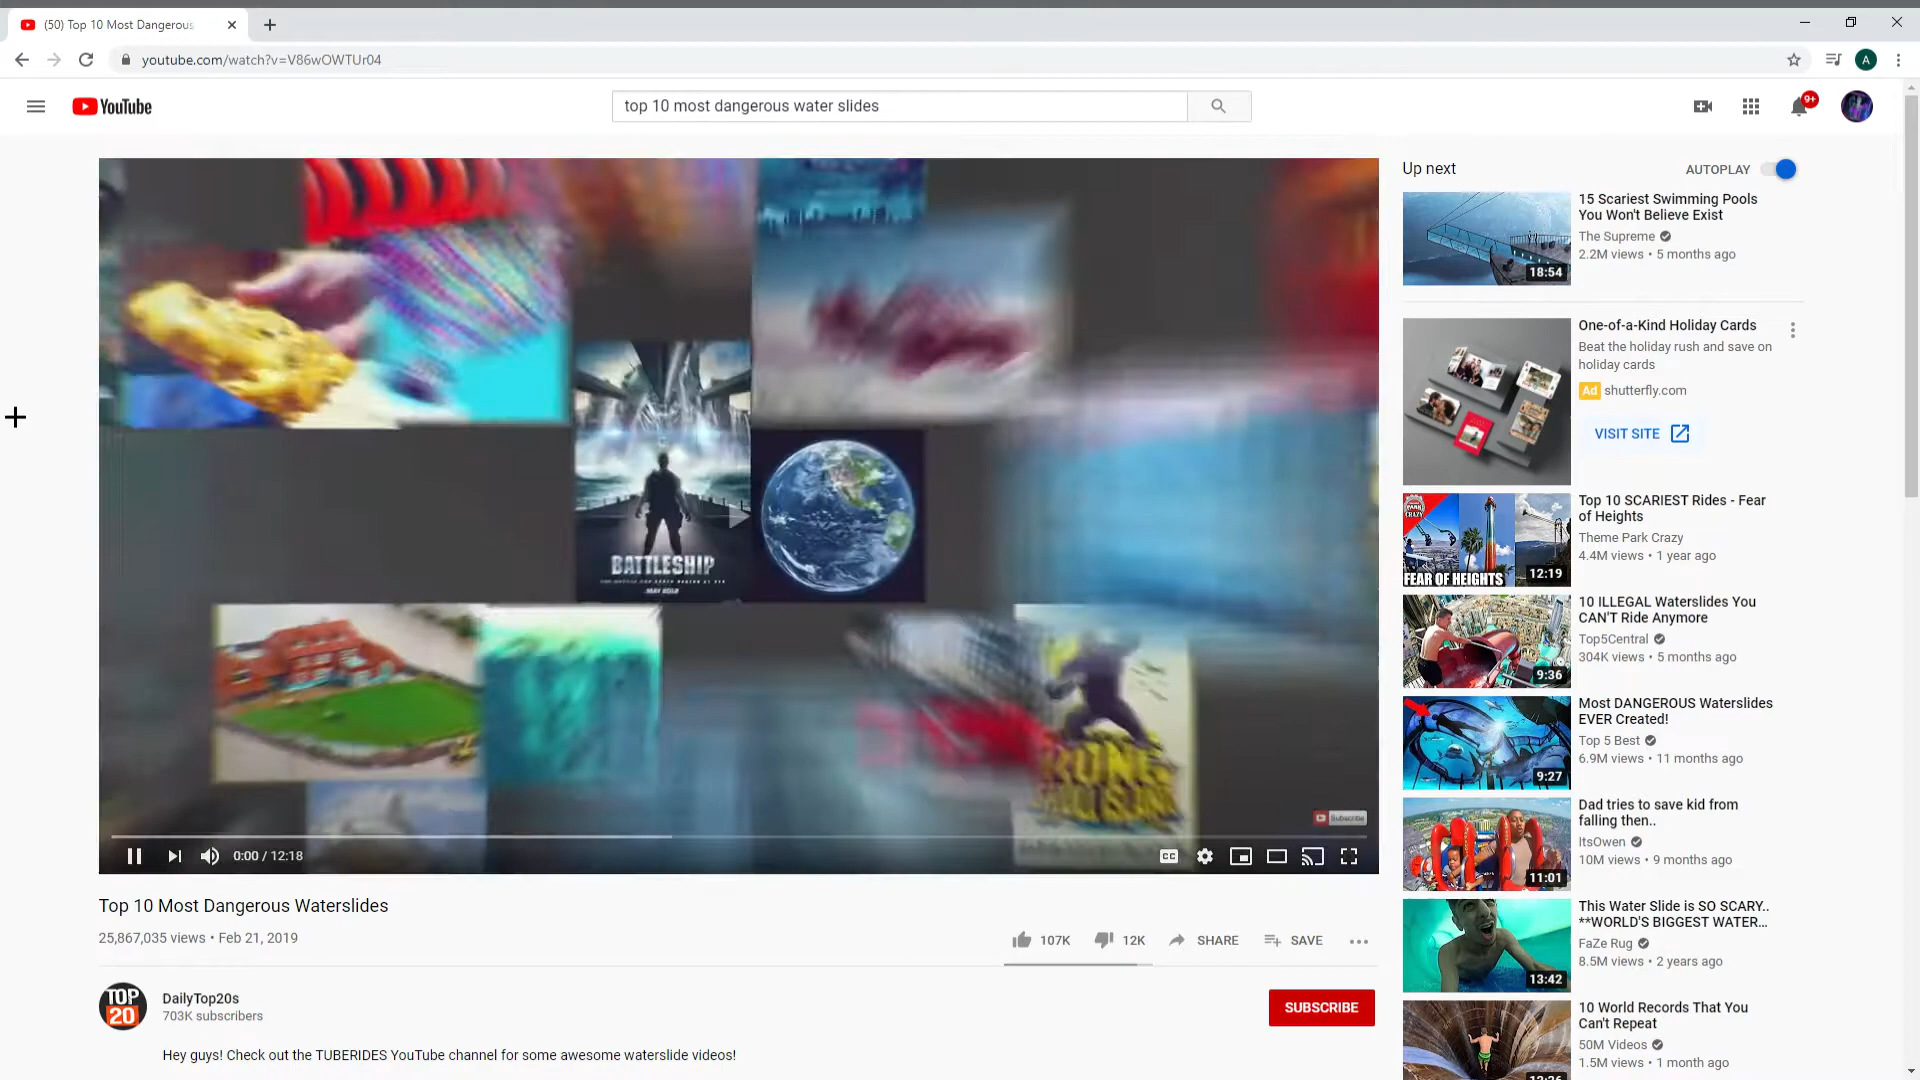 (50) Top 10 Most Dangerous
youtube.com/watch?v=V86wOWTUr04
A
YouTube
top 10 most dangerous water slides
9+
BATTLESHIP
MAY 2012
Subscribe
0:00 / 12:18
CC
Top 10 Most Dangerous Waterslides
25,867,035 views • Feb 21, 2019
107K
12K
SHARE
SAVE
TOP
20
DailyTop20s
703K subscribers
SUBSCRIBE
Hey guys! Check out the TUBERIDES YouTube channel for some awesome waterslide videos!
Up next
AUTOPLAY
18:54
15 Scariest Swimming Pools
You Won't Believe Exist
The Supreme
2.2M views • 5 months ago
One-of-a-Kind Holiday Cards
Beat the holiday rush and save on
holiday cards
Ad shutterfly.com
VISIT SITE
PARK
CRAZY
FEAR OF HEIGHTS
12:19
Top 10 SCARIEST Rides - Fear
of Heights
Theme Park Crazy
4.4M views • 1 year ago
9:36
10 ILLEGAL Waterslides You
CAN'T Ride Anymore
Top5Central
304K views • 5 months ago
9:27
Most DANGEROUS Waterslides
EVER Created!
Top 5 Best
6.9M views • 11 months ago
11:01
Dad tries to save kid from
falling then..
ItsOwen
10M views • 9 months ago
13:42
This Water Slide is SO SCARY..
**WORLD'S BIGGEST WATER...
FaZe Rug
8.5M views • 2 years ago
10 World Records That You
Can't Repeat
50M Videos
1.5M views • 1 month ago